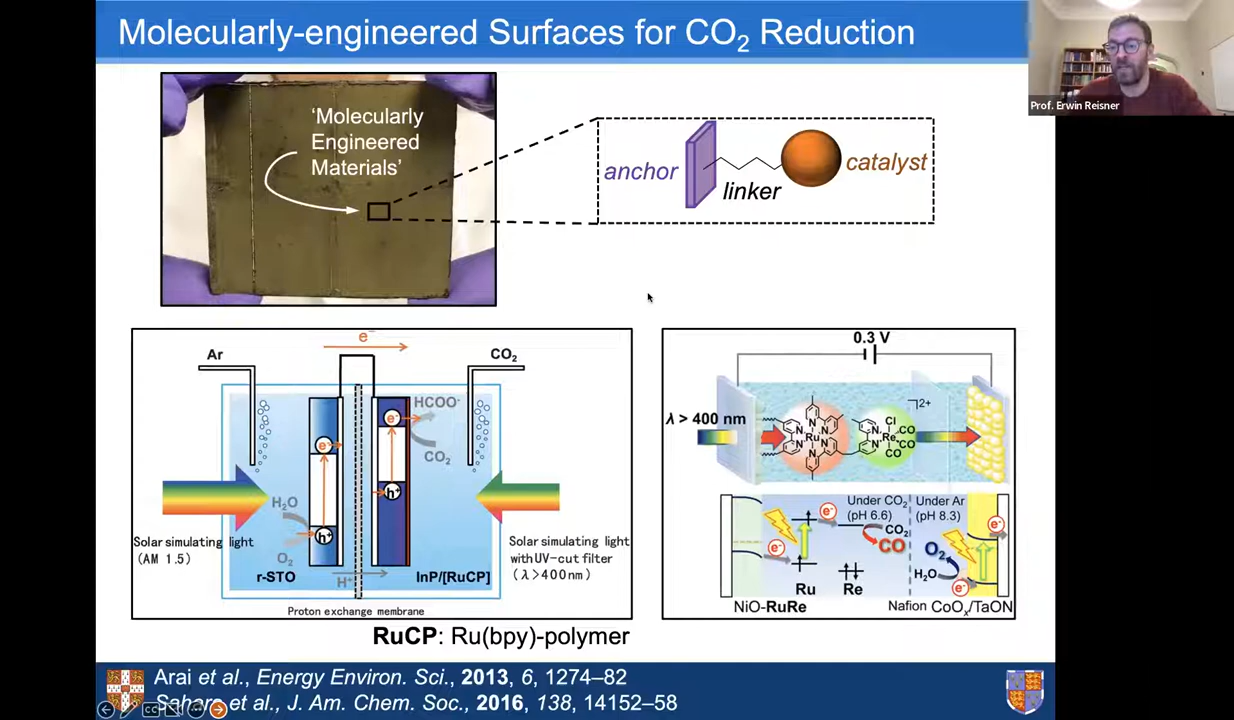 Molecularly-engineered Surfaces for CO₂ Reduction
Prof. Erwin Reisner
'Molecularly
Engineered
Materials'
anchor
linker
catalyst
e⁻
Ar
CO₂
HCOO⁻
e⁻
CO₂
e⁻
h⁺
H₂O
h⁺
O₂
Solar simulating light
(AM 1.5)
Solar simulating light
with UV-cut filter
(λ>400nm)
r-STO
H⁺
InP/[RuCP]
Proton exchange membrane
RuCP: Ru(bpy)-polymer
0.3 V
λ > 400 nm
2+
N
N
N
Ru
N
N
N
Cl
N
Re
N
CO
CO
CO
Under CO₂
(pH 6.6)
Under Ar
(pH 8.3)
e⁻
CO₂
CO
e⁻
e⁻
O₂
H₂O
e⁻
Ru
Re
NiO-RuRe
Nafion
CoOₓ/TaON
Arai et al., Energy Environ. Sci., 2013, 6, 1274–82
Sahara et al., J. Am. Chem. Soc., 2016, 138, 14152–58